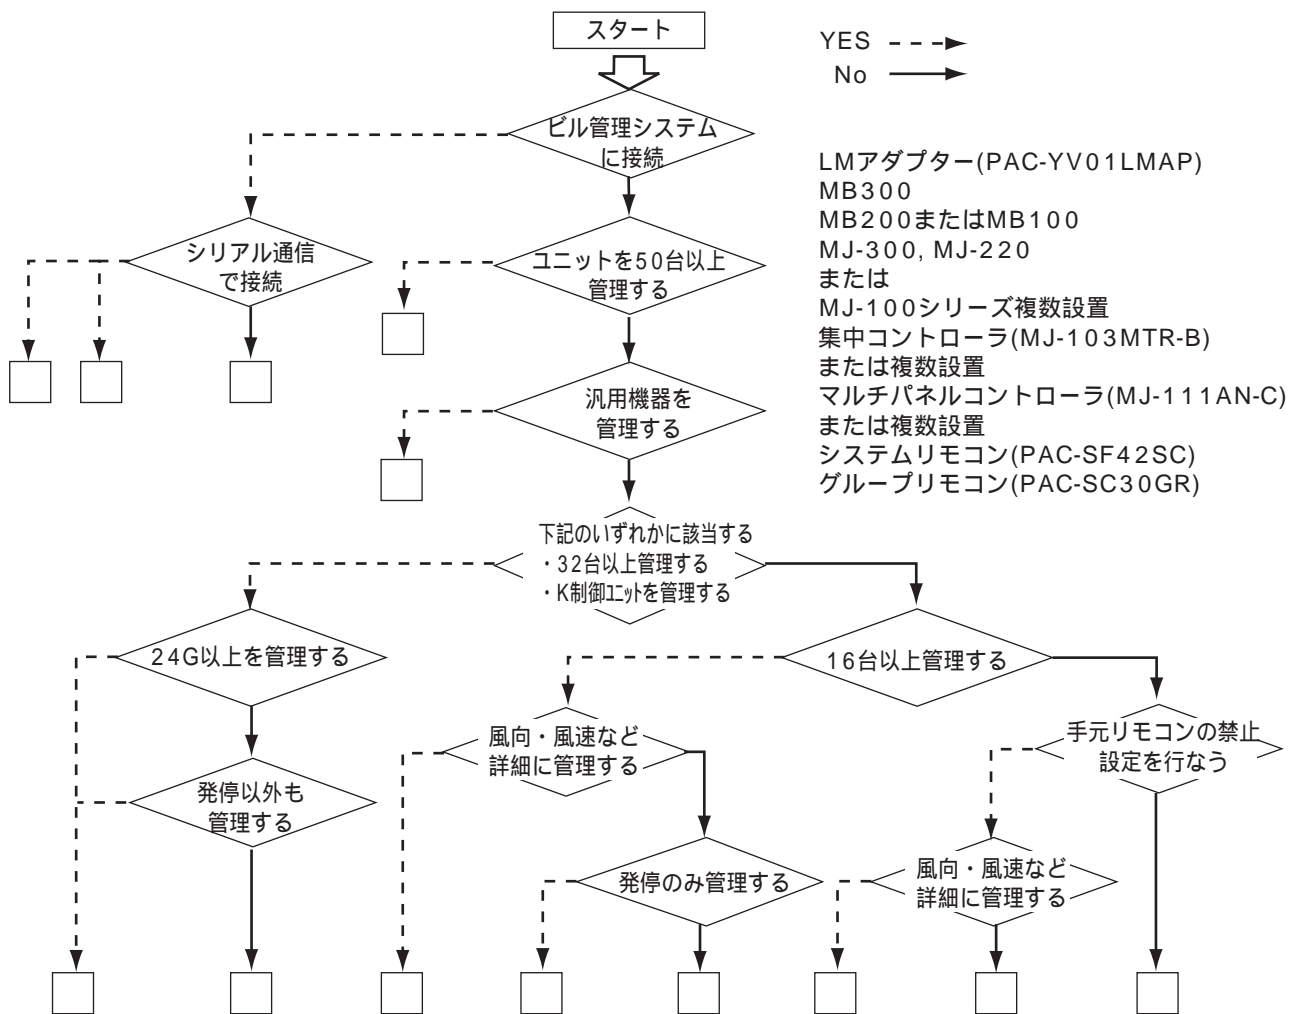 スタート
YES
No
ビル管理システム
に接続
LMアダプター(PAC-YV01LMAP)
MB300
MB200またはMB100
MJ-300, MJ-220
または
MJ-100シリーズ複数設置
集中コントローラ(MJ-103MTR-B)
または複数設置
マルチパネルコントローラ(MJ-111AN-C)
または複数設置
システムリモコン(PAC-SF42SC)
グループリモコン(PAC-SC30GR)
シリアル通信
で接続
ユニットを50台以上
管理する
汎用機器を
管理する
下記のいずれかに該当する
・32台以上管理する
・K制御ユニットを管理する
24G以上を管理する
16台以上管理する
風向・風速など
詳細に管理する
手元リモコンの禁止
設定を行なう
発停以外も
管理する
発停のみ管理する
風向・風速など
詳細に管理する